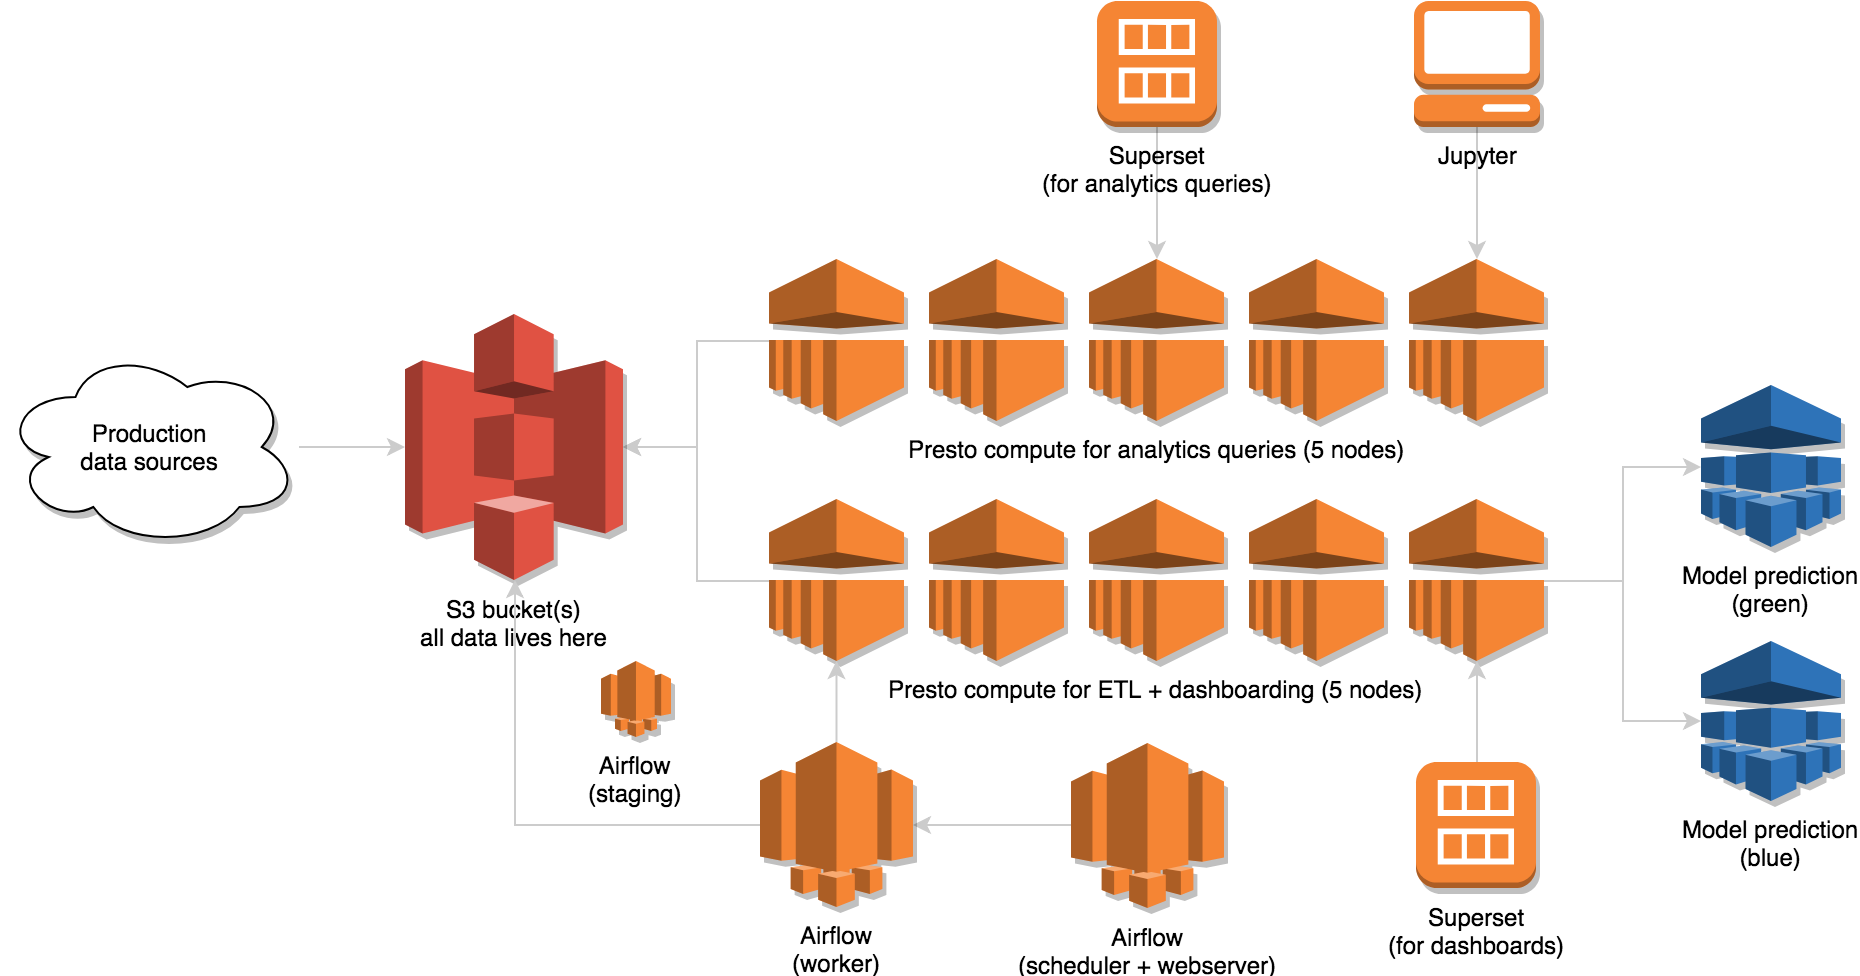 Superset
(for analytics queries)
Jupyter
Production
data sources
Presto compute for analytics queries (5 nodes)
S3 bucket(s)
all data lives here
Model prediction
(green)
Presto compute for ETL + dashboarding (5 nodes)
Airflow
(staging)
Model prediction
(blue)
Airflow
(worker)
Airflow
(scheduler + webserver)
Superset
(for dashboards)